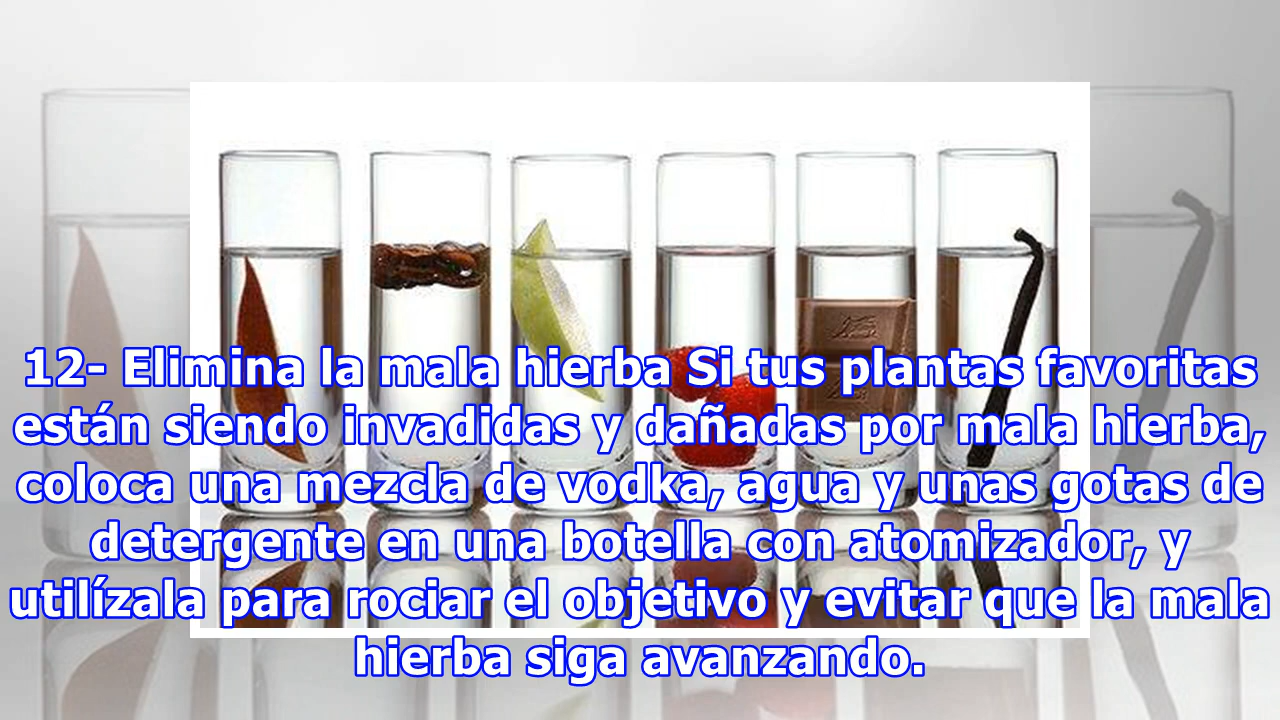 12- Elimina la mala hierba Si tus plantas favoritas
están siendo invadidas y dañadas por mala hierba,
coloca una mezcla de vodka, agua y unas gotas de
detergente en una botella con atomizador, y
utilízala para rociar el objetivo y evitar que la mala
hierba siga avanzando.